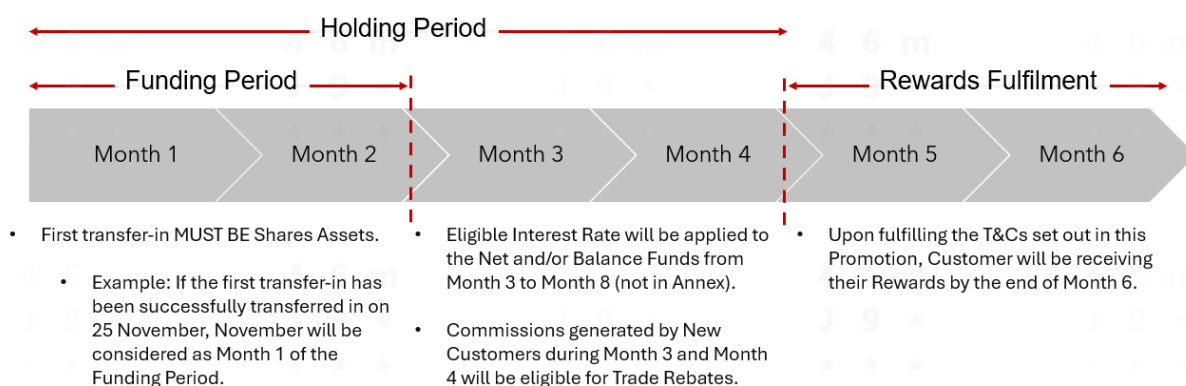 Holding Period
Funding Period
Rewards Fulfilment
Month 1
Month 2
Month 3
Month 4
Month 5
Month 6
• First transfer-in MUST BE Shares Assets.
• Example: If the first transfer-in has
been successfully transferred in on
25 November, November will be
considered as Month 1 of the
Funding Period.
• Eligible Interest Rate will be applied to
the Net and/or Balance Funds from
Month 3 to Month 8 (not in Annex).
• Commissions generated by New
Customers during Month 3 and Month
4 will be eligible for Trade Rebates.
• Upon fulfilling the T&Cs set out in this
Promotion, Customer will be receiving
their Rewards by the end of Month 6.